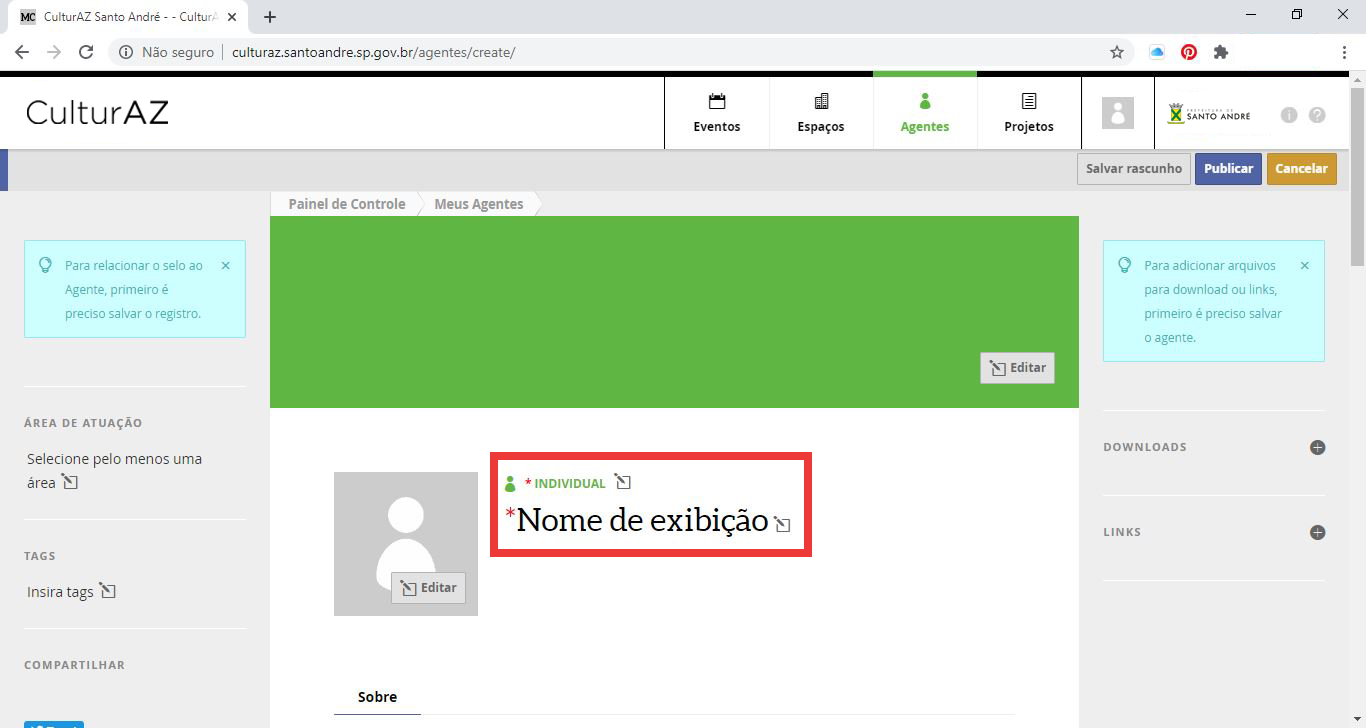 MC CulturAZ Santo André - - Cultur
Não seguro | culturaz.santoandre.sp.gov.br/agentes/create/
CulturAZ
Eventos
Espaços
Agentes
Projetos
PREFEITURA DE
SANTO ANDRÉ
Salvar rascunho
Publicar
Cancelar
Painel de Controle
Meus Agentes
Para relacionar o selo ao
Agente, primeiro é
preciso salvar o registro.
Para adicionar arquivos
para download ou links,
primeiro é preciso salvar
o agente.
Editar
ÁREA DE ATUAÇÃO
Selecione pelo menos uma
área
TAGS
Insira tags
COMPARTILHAR
* INDIVIDUAL
*Nome de exibição
Editar
Sobre
DOWNLOADS
LINKS